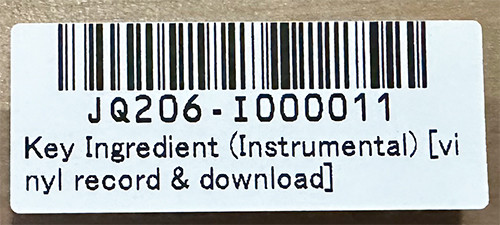 JQ206-I000011
Key Ingredient (Instrumental) [vi
nyl record & download]